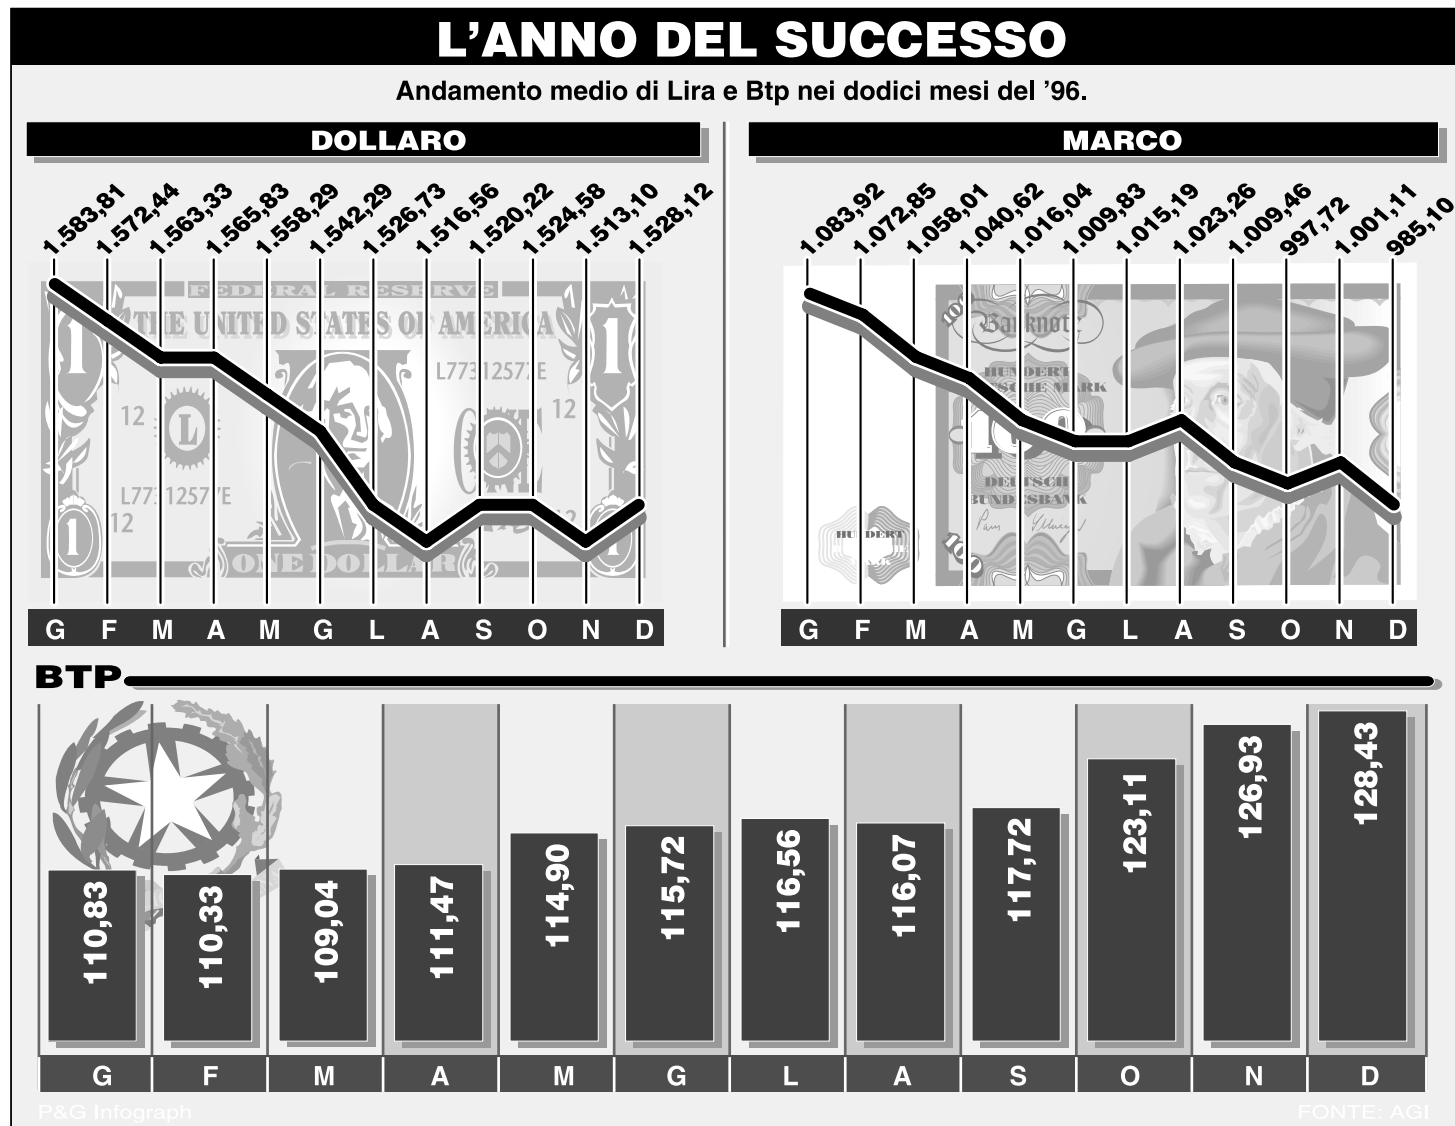 L'ANNO DEL SUCCESSO
Andamento medio di Lira e Btp nei dodici mesi del '96.
DOLLARO
1.583,81 1.572,44 1.563,33 1.565,83 1.558,29 1.542,29 1.526,73 1.516,56 1.520,22 1.524,58 1.513,10 1.528,12
FEDERAL RESERVE
THE UNITED STATES OF AMERICA
1 1
L77312577E
12 12
L
ONE
L77312577E
12 12
1 1
ONE DOLLAR
G F M A M G L A S O N D
MARCO
1.083,92 1.072,85 1.058,01 1.040,62 1.016,04 1.009,83 1.015,19 1.023,26 1.009,46 997,72 1.001,11 985,10
100
Banknote
HUNDERT
DEUTSCHE MARK
100
DEUTSCHE
BUNDESBANK
HUNDERT
100
G F M A M G L A S O N D
BTP
110,83 110,33 109,04 111,47 114,90 115,72 116,56 116,07 117,72 123,11 126,93 128,43
G F M A M G L A S O N D
P&G Infograph
FONTE: AGI